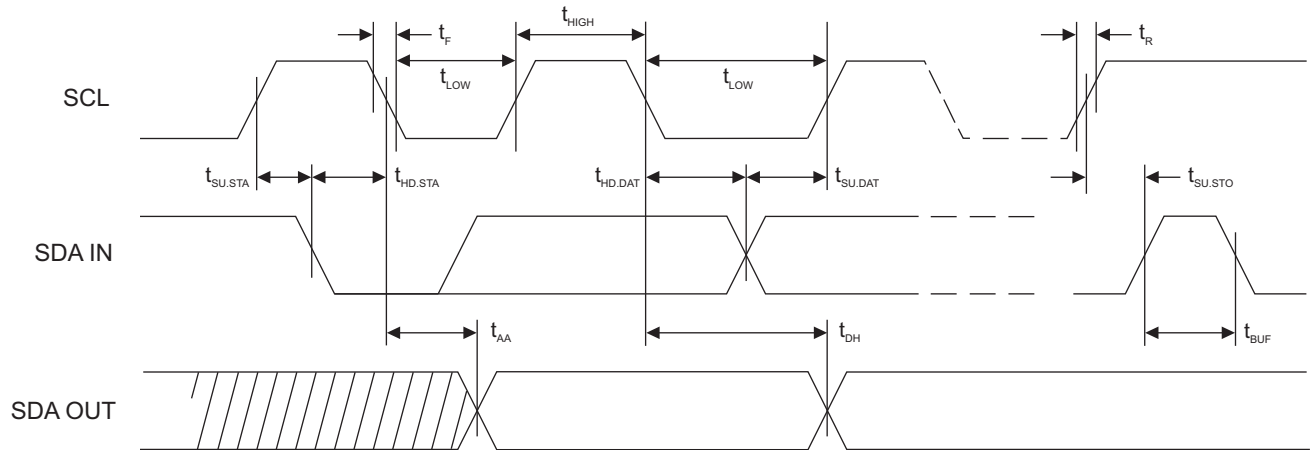 tHIGH
tF
tR
tLOW
tLOW
SCL
tSU.STA
tHD.STA
tHD.DAT
tSU.DAT
tSU.STO
SDA IN
tAA
tDH
tBUF
SDA OUT